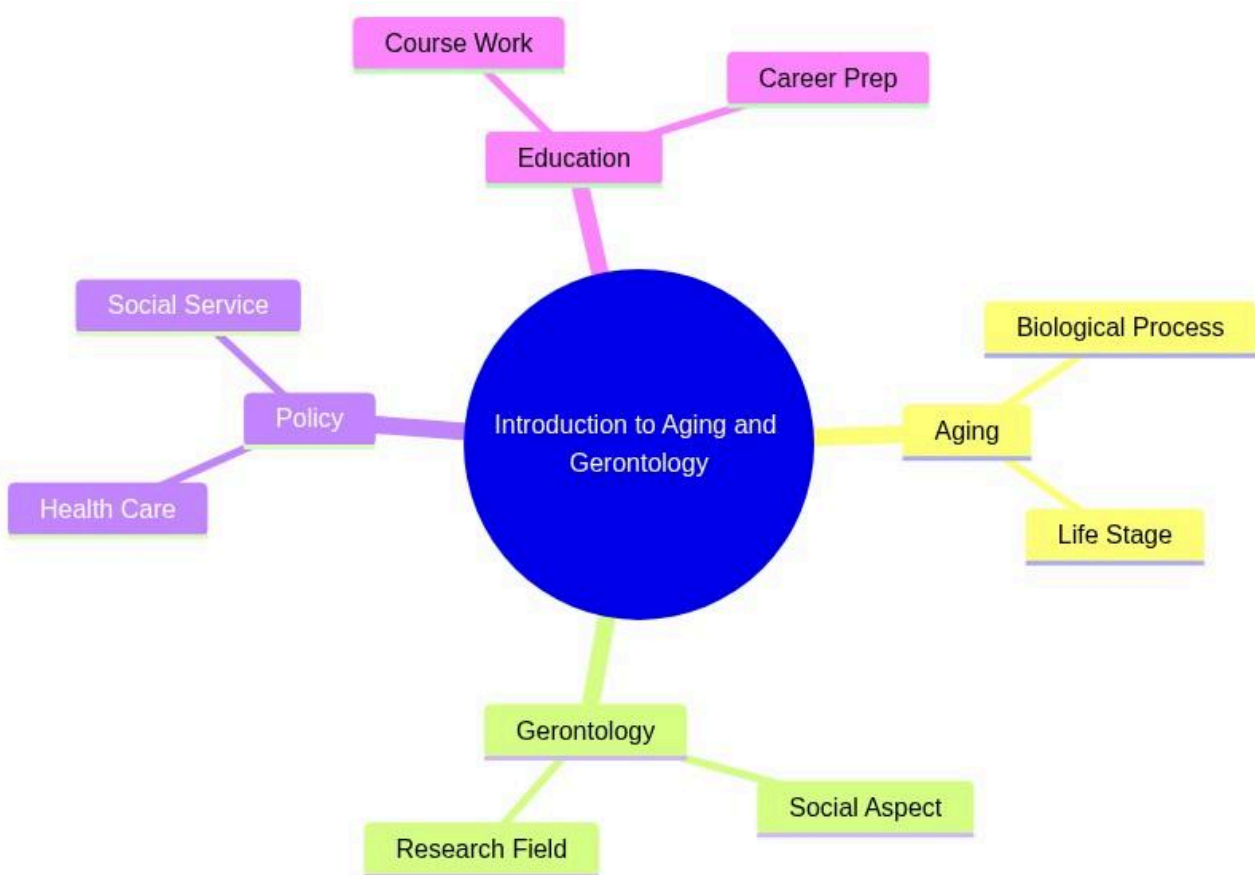 Course Work
Career Prep
Education
Social Service
Biological Process
Policy
Introduction to Aging and
Gerontology
Aging
Health Care
Life Stage
Gerontology
Social Aspect
Research Field